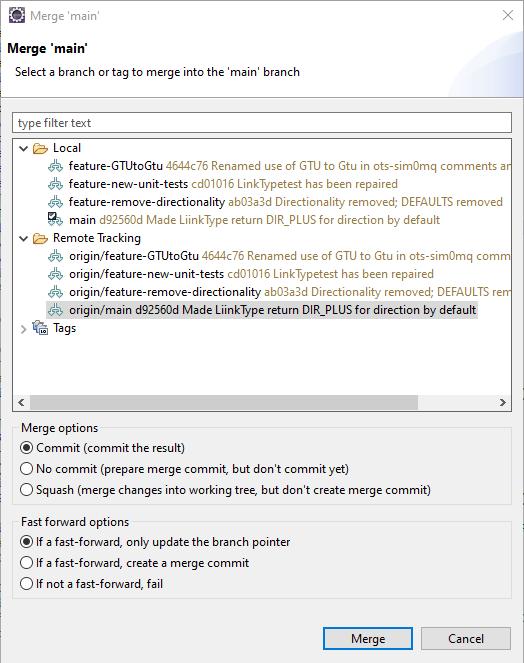 Merge 'main'
Merge 'main'
Select a branch or tag to merge into the 'main' branch
type filter text
Local
feature-GTUtoGtu 4644c76 Renamed use of GTU to Gtu in ots-sim0mq comments an
feature-new-unit-tests cd01016 LinkTypetest has been repaired
feature-remove-directionality ab03a3d Directionality removed; DEFAULTS removed
main d92560d Made LiinkType return DIR_PLUS for direction by default
Remote Tracking
origin/feature-GTUtoGtu 4644c76 Renamed use of GTU to Gtu in ots-sim0mq comm
origin/feature-new-unit-tests cd01016 LinkTypetest has been repaired
origin/feature-remove-directionality ab03a3d Directionality removed; DEFAULTS rem
origin/main d92560d Made LiinkType return DIR_PLUS for direction by default
Tags
Merge options
Commit (commit the result)
No commit (prepare merge commit, but don't commit yet)
Squash (merge changes into working tree, but don't create merge commit)
Fast forward options
If a fast-forward, only update the branch pointer
If a fast-forward, create a merge commit
If not a fast-forward, fail
Merge Cancel